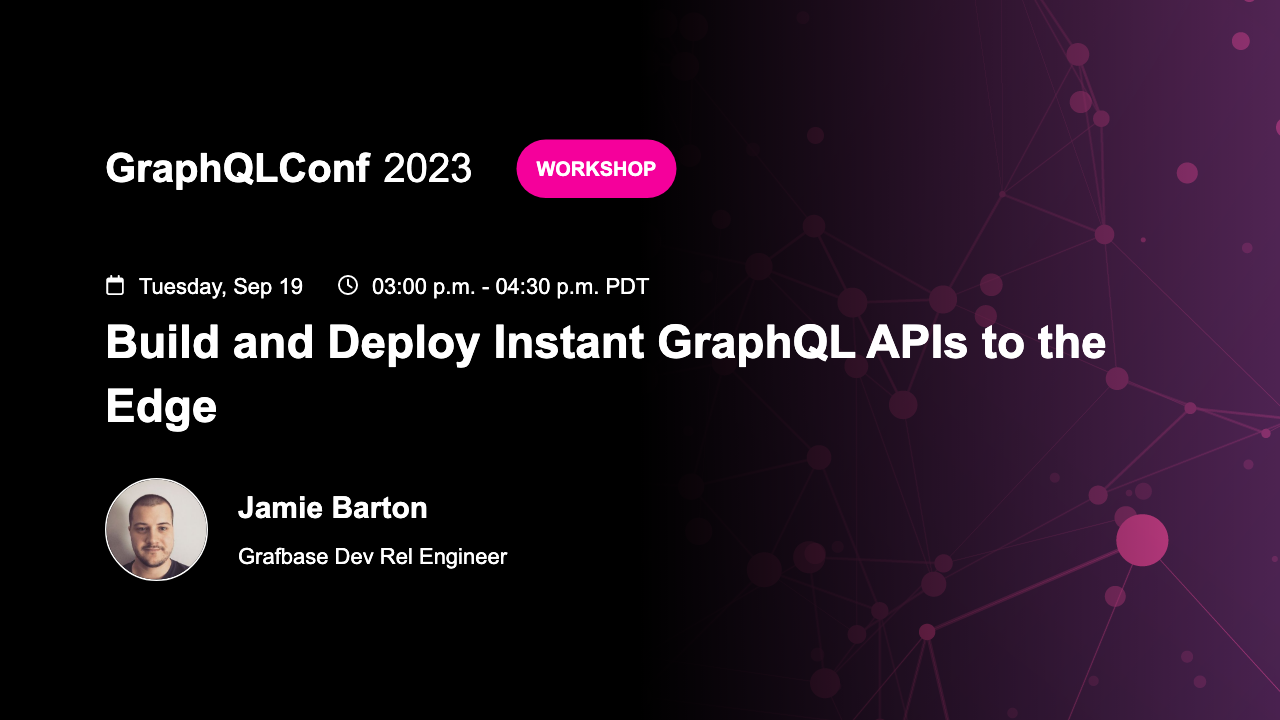 GraphQLConf 2023 WORKSHOP
Tuesday, Sep 19 03:00 p.m. - 04:30 p.m. PDT
Build and Deploy Instant GraphQL APIs to the
Edge
Jamie Barton
Grafbase Dev Rel Engineer